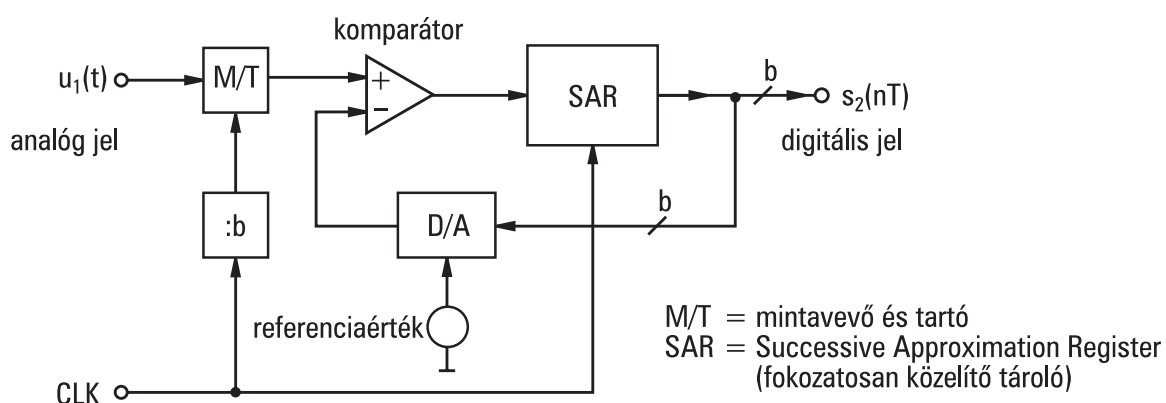 komparátor
u₁(t)
M/T
+
−
SAR
b
s₂(nT)
analóg jel
digitális jel
:b
D/A
b
referenciaérték
M/T = mintavevő és tartó
SAR = Successive Approximation Register
(fokozatosan közelítő tároló)
CLK